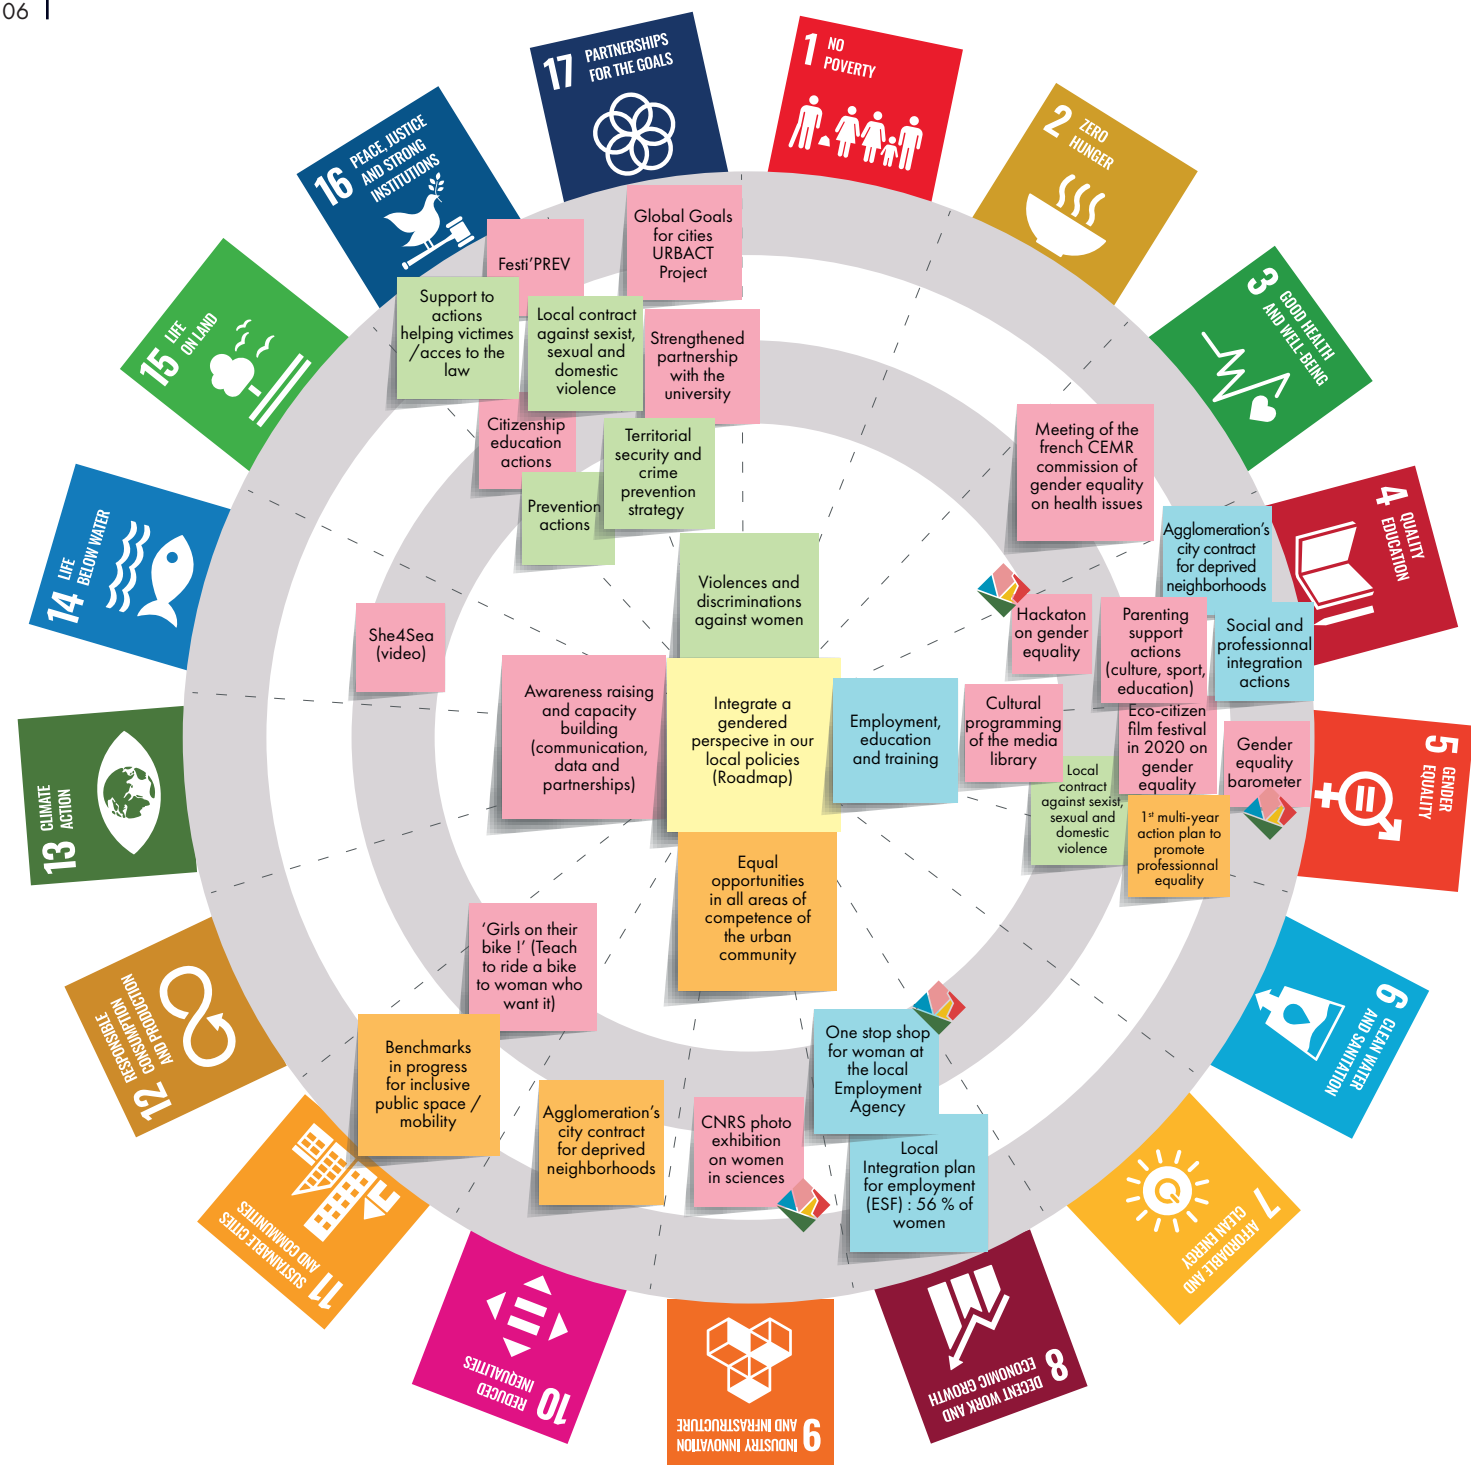 06
17 PARTNERSHIPS
FOR THE GOALS
1 NO
POVERTY
2 ZERO
HUNGER
3 GOOD HEALTH
AND WELL-BEING
4 QUALITY
EDUCATION
5 GENDER
EQUALITY
6 CLEAN WATER
AND SANITATION
7 AFFORDABLE AND
CLEAN ENERGY
8 DECENT WORK AND
ECONOMIC GROWTH
9 INDUSTRY INNOVATION
AND INFRASTRUCTURE
10 REDUCED
INEQUALITIES
11 SUSTAINABLE CITIES
AND COMMUNITIES
12 RESPONSIBLE
CONSUMPTION
AND PRODUCTION
13 CLIMATE
ACTION
14 LIFE
BELOW WATER
15 LIFE
ON LAND
16 PEACE, JUSTICE
AND STRONG
INSTITUTIONS
Global Goals
for cities
URBACT
Project
Festi’PREV
Support to
actions
helping victimes
/acces to the
law
Local contract
against sexist,
sexual and
domestic
violence
Strengthened
partnership
with the
university
Citizenship
education
actions
Territorial
security and
crime
prevention
strategy
Prevention
actions
Meeting of the
french CEMR
commission of
gender equality
on health issues
Agglomeration’s
city contract
for deprived
neighborhoods
Violences and
discriminations
against women
Hackaton
on gender
equality
Parenting
support
actions
(culture, sport,
education)
Social and
professionnal
integration
actions
She4Sea
(video)
Awareness raising
and capacity
building
(communication,
data and
partnerships)
Integrate a
gendered
perspecive in our
local policies
(Roadmap)
Employment,
education
and training
Cultural
programming
of the media
library
Eco-citizen
film festival
in 2020 on
gender
equality
Gender
equality
barometer
Local
contract
against sexist,
sexual and
domestic
violence
1st multi-year
action plan to
promote
professionnal
equality
Equal
opportunities
in all areas of
competence of
the urban
community
‘Girls on their
bike !’ (Teach
to ride a bike
to woman who
want it)
Benchmarks
in progress
for inclusive
public space /
mobility
Agglomeration’s
city contract
for deprived
neighborhoods
CNRS photo
exhibition
on women
in sciences
One stop shop
for woman at
the local
Employment
Agency
Local
Integration plan
for employment
(ESF) : 56 % of
women